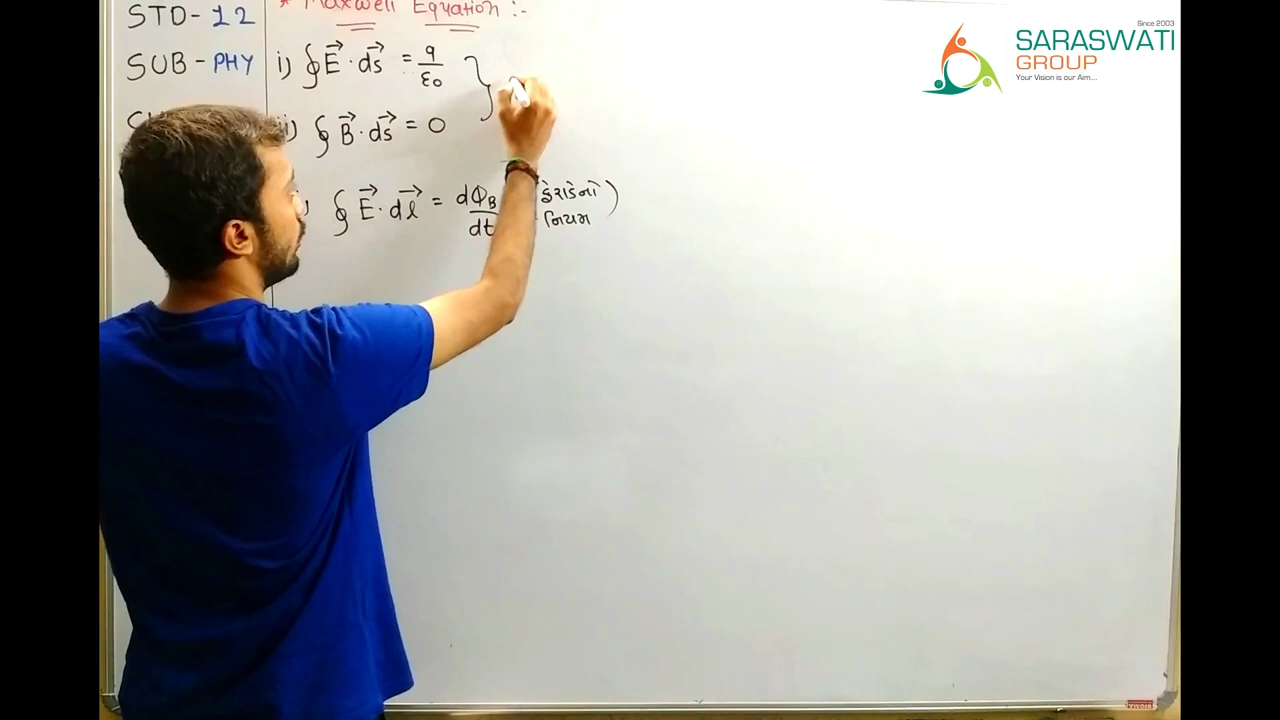 STD-12
* Maxwell Equation :-
SUB-PHY
i) ∮E⃗·ds⃗ = q/ε₀
ii) ∮B⃗·ds⃗ = 0
∮E⃗·dl⃗ = dΦB/dt
ફેરાડેનો
નિયમ)
Since 2003
SARASWATI
GROUP
Your Vision is our Aim...